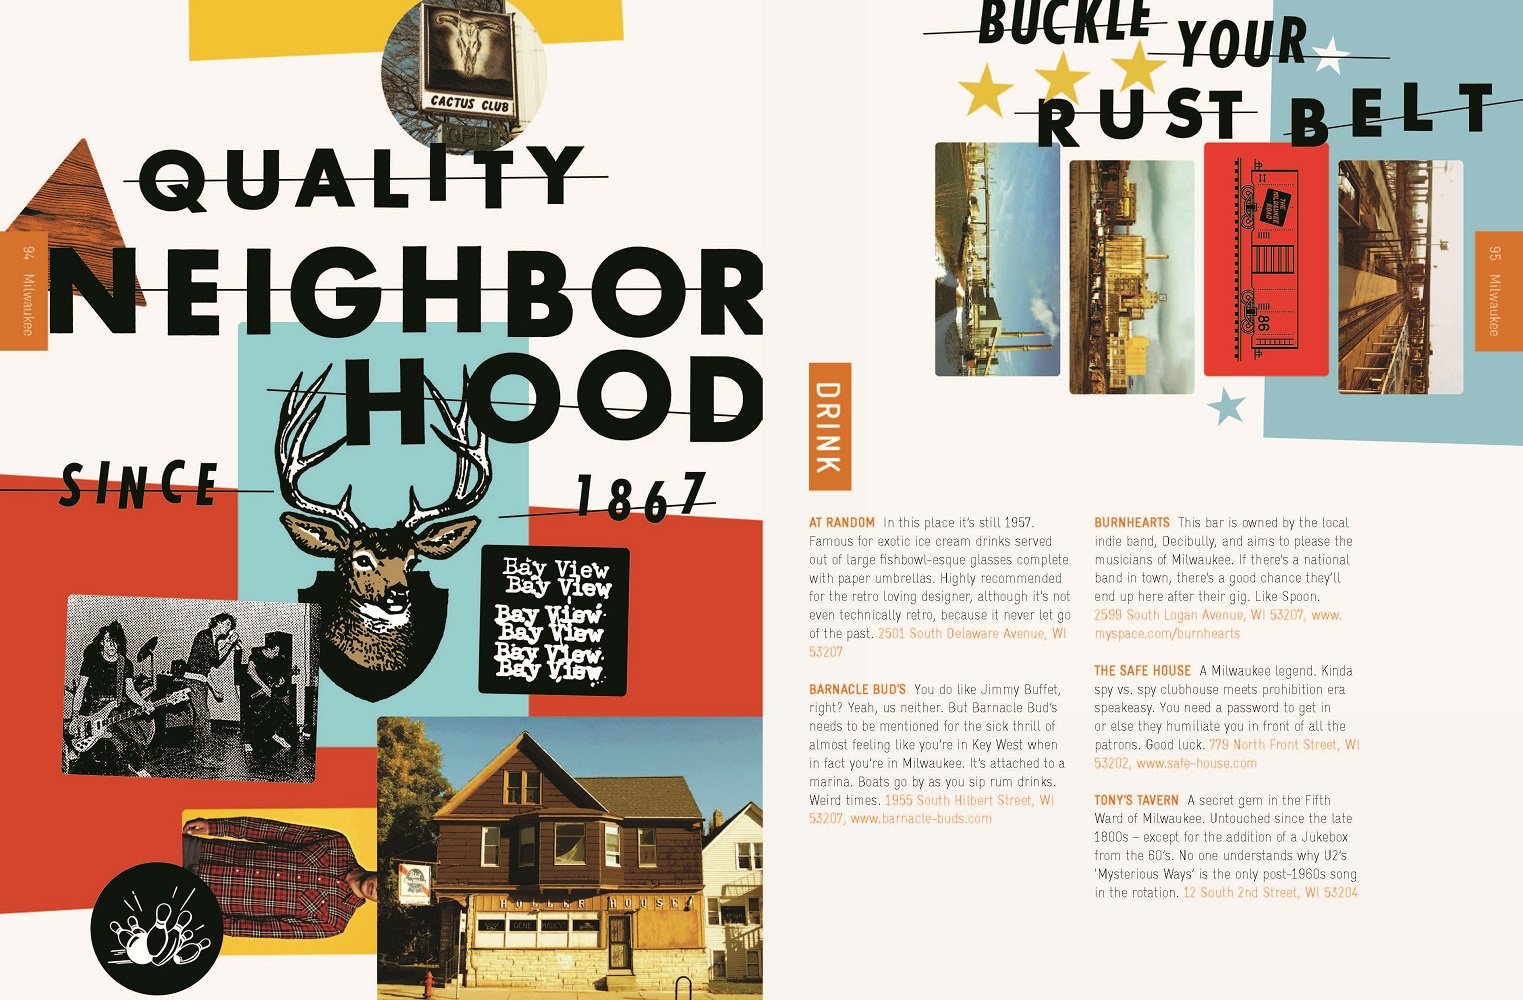 CACTUS CLUB
OPEN
QUALITY
NEIGHBOR
HOOD
SINCE
1867
94 Milwaukee
Bay View
Bay View
Bay View
Bay View
Bay View
Bay View
Pabst
HOLLER HOUSE
GENE
MARCY
BUCKLE
YOUR
RUST BELT
THE
MILWAUKEE
ROAD
86
95 Milwaukee
DRINK
AT RANDOM In this place it's still 1957.
Famous for exotic ice cream drinks served
out of large fishbowl-esque glasses complete
with paper umbrellas. Highly recommended
for the retro loving designer, although it's not
even technically retro, because it never let go
of the past. 2501 South Delaware Avenue, WI
53207
BARNACLE BUD'S You do like Jimmy Buffet,
right? Yeah, us neither. But Barnacle Bud's
needs to be mentioned for the sick thrill of
almost feeling like you're in Key West when
in fact you're in Milwaukee. It's attached to a
marina. Boats go by as you sip rum drinks.
Weird times. 1955 South Hilbert Street, WI
53207, www.barnacle-buds.com
BURNHEARTS This bar is owned by the local
indie band, Decibully, and aims to please the
musicians of Milwaukee. If there's a national
band in town, there's a good chance they'll
end up here after their gig. Like Spoon.
2599 South Logan Avenue, WI 53207, www.
myspace.com/burnhearts
THE SAFE HOUSE A Milwaukee legend. Kinda
spy vs. spy clubhouse meets prohibition era
speakeasy. You need a password to get in
or else they humiliate you in front of all the
patrons. Good luck. 779 North Front Street, WI
53202, www.safe-house.com
TONY'S TAVERN A secret gem in the Fifth
Ward of Milwaukee. Untouched since the late
1800s – except for the addition of a Jukebox
from the 60's. No one understands why U2's
'Mysterious Ways' is the only post-1960s song
in the rotation. 12 South 2nd Street, WI 53204